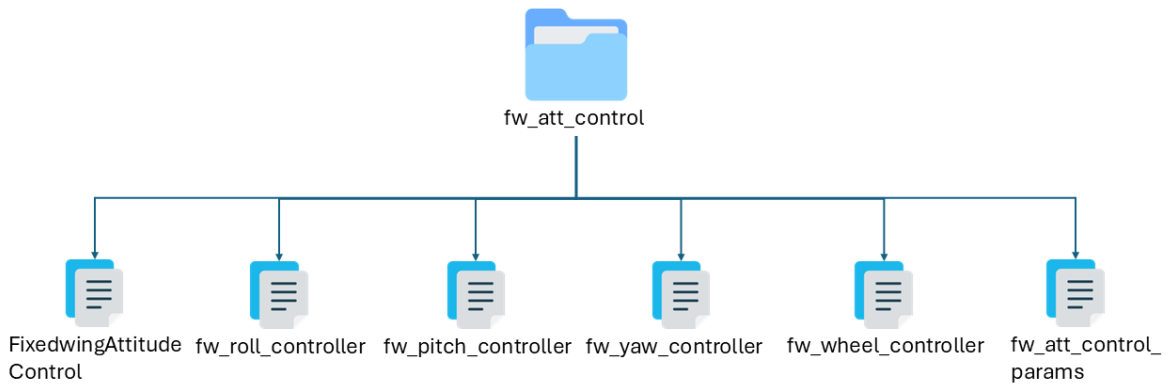 fw_att_control
FixedwingAttitude
Control
fw_roll_controller
fw_pitch_controller
fw_yaw_controller
fw_wheel_controller
fw_att_control_
params